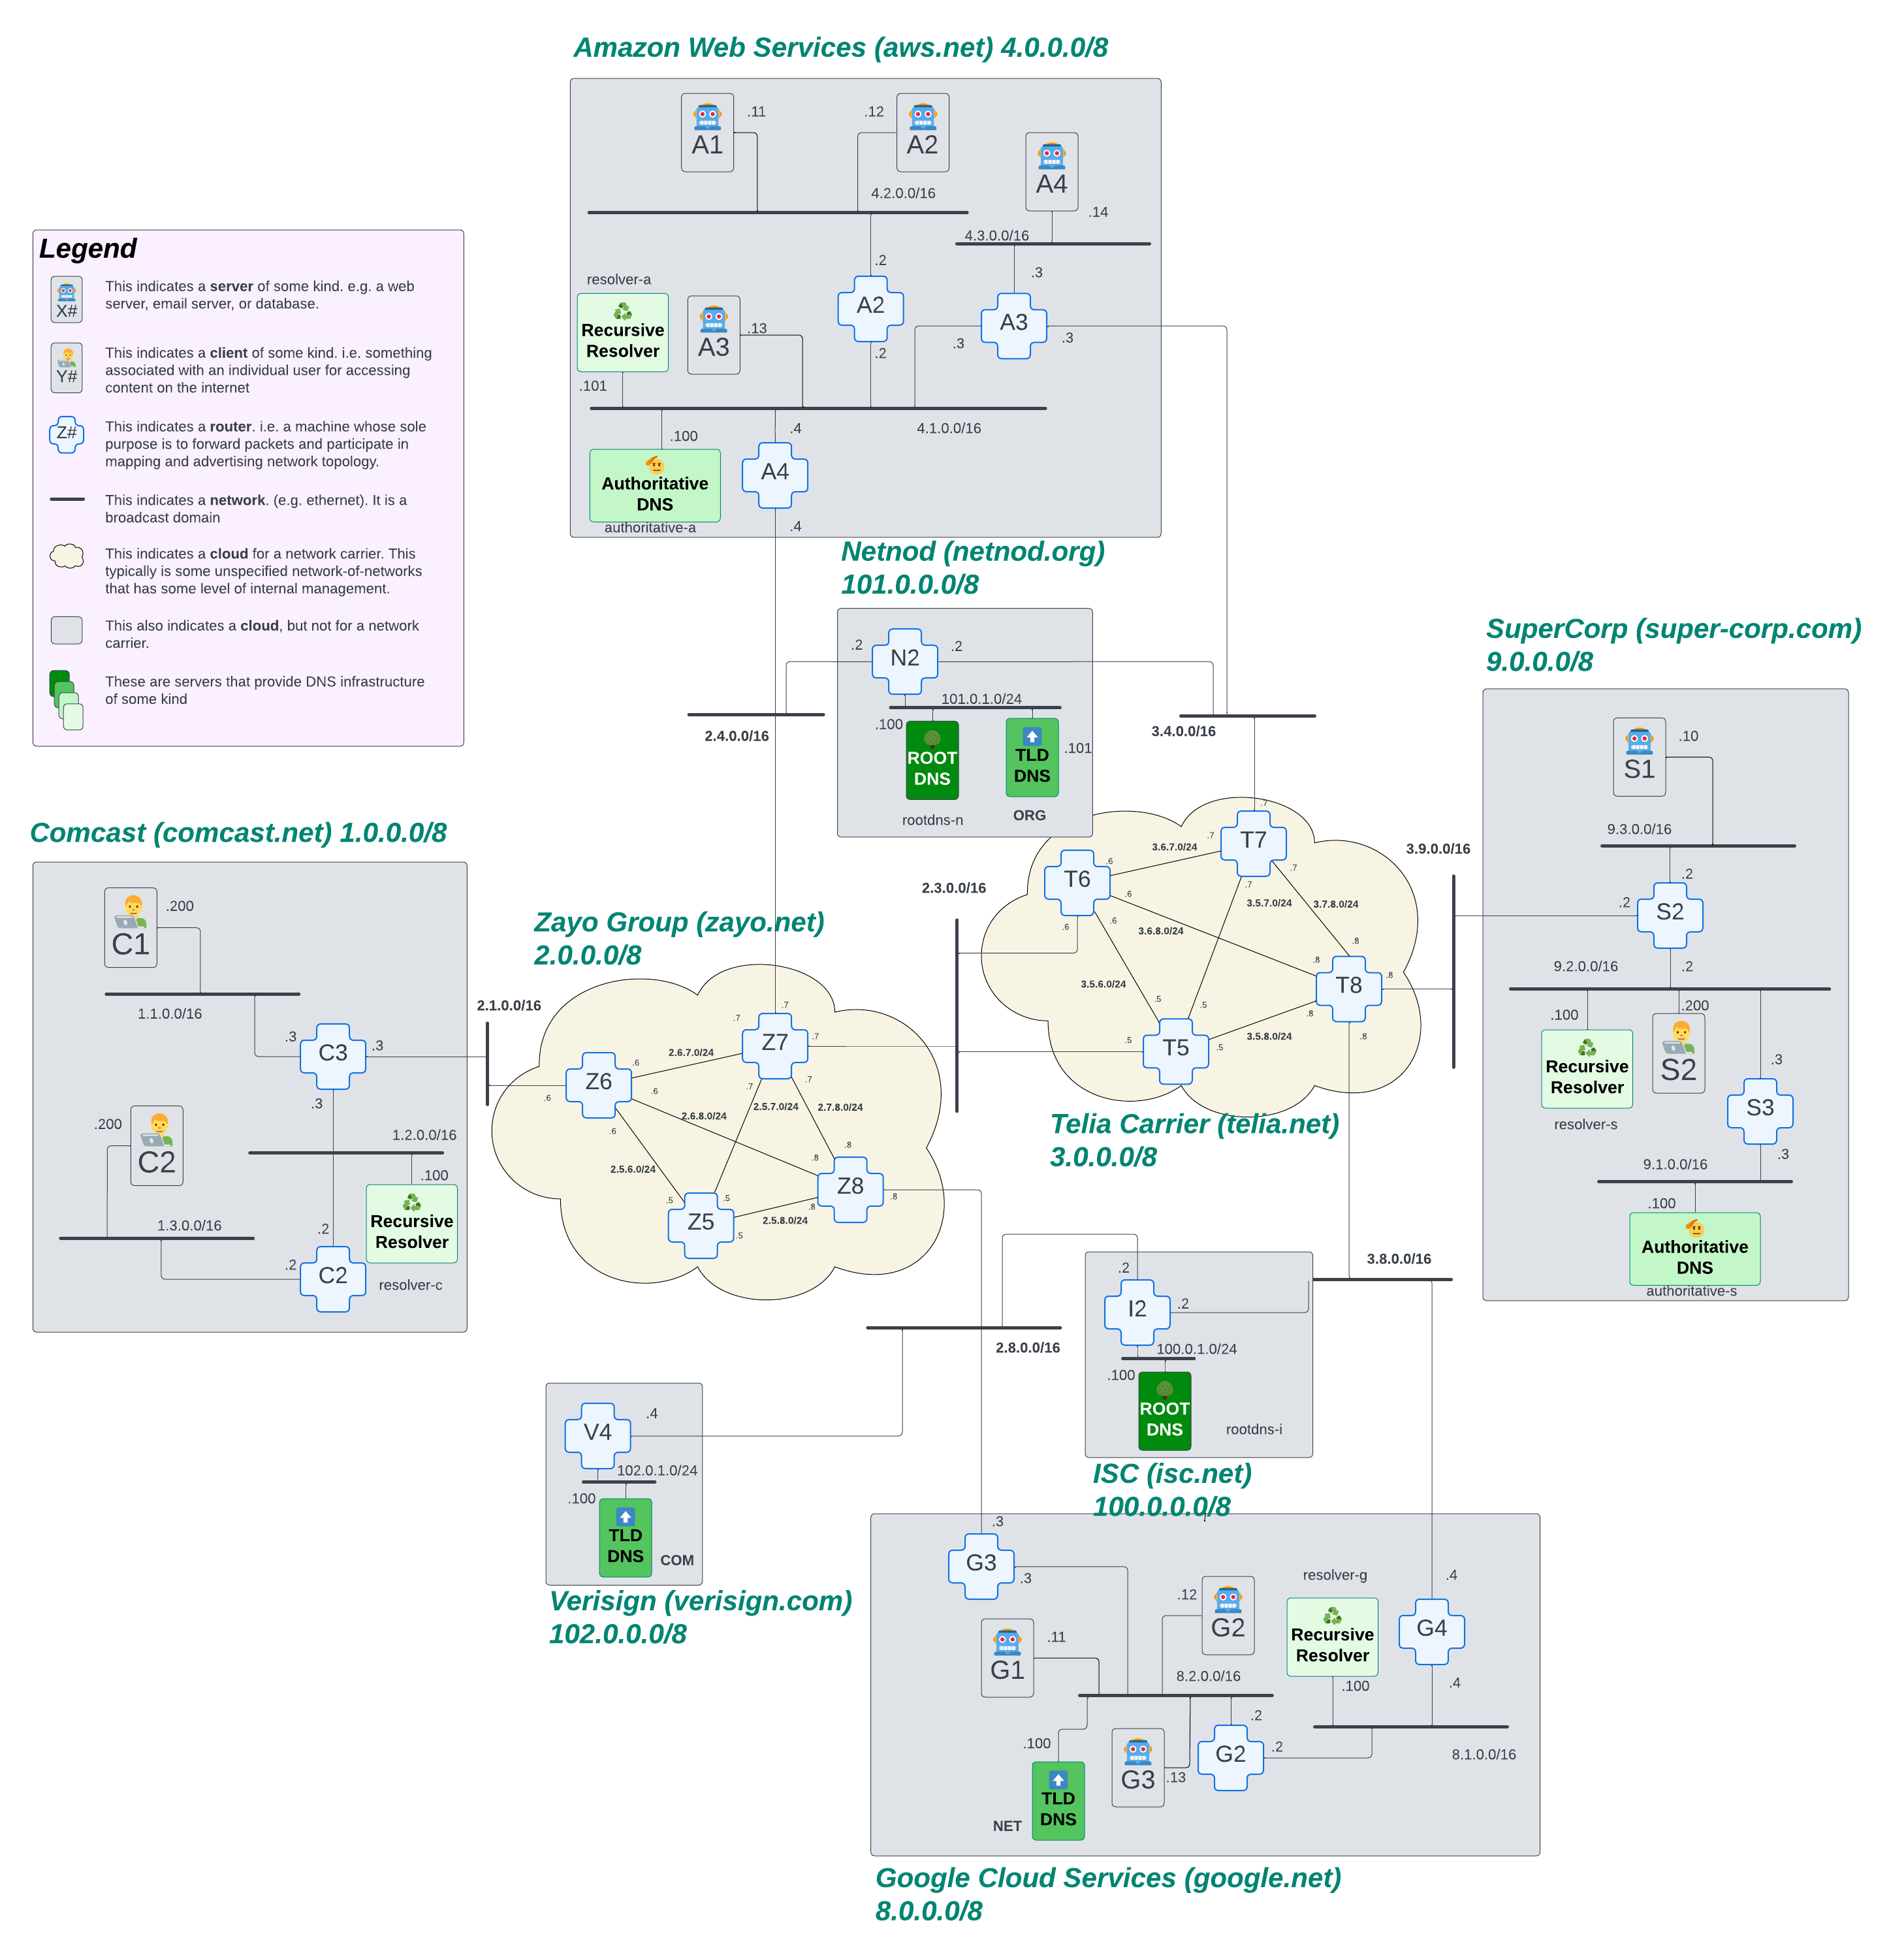 Amazon Web Services (aws.net) 4.0.0.0/8
.11
.12
A1
A2
A4
4.2.0.0/16
.14
4.3.0.0/16
.2
.3
resolver-a
Recursive
Resolver
A3
.13
A2
A3
.3
.3
.2
.101
4.1.0.0/16
.100
.4
Authoritative
DNS
authoritative-a
A4
.4
Legend
X#
This indicates a server of some kind. e.g. a web
server, email server, or database.
Y#
This indicates a client of some kind. i.e. something
associated with an individual user for accessing
content on the internet
Z#
This indicates a router. i.e. a machine whose sole
purpose is to forward packets and participate in
mapping and advertising network topology.
This indicates a network. (e.g. ethernet). It is a
broadcast domain
This indicates a cloud for a network carrier. This
typically is some unspecified network-of-networks
that has some level of internal management.
This also indicates a cloud, but not for a network
carrier.
These are servers that provide DNS infrastructure
of some kind
Netnod (netnod.org)
101.0.0.0/8
.2
N2
.2
101.0.1.0/24
.100
ROOT
DNS
TLD
DNS
.101
rootdns-n
ORG
2.4.0.0/16
3.4.0.0/16
SuperCorp (super-corp.com)
9.0.0.0/8
S1
.10
9.3.0.0/16
.2
.2
S2
.2
9.2.0.0/16
.100
.200
Recursive
Resolver
S2
resolver-s
.3
S3
.3
9.1.0.0/16
.100
Authoritative
DNS
authoritative-s
Comcast (comcast.net) 1.0.0.0/8
C1
.200
1.1.0.0/16
.3
C3
.3
.3
.200
C2
1.2.0.0/16
.100
Recursive
Resolver
resolver-c
1.3.0.0/16
.2
.2
C2
2.1.0.0/16
Zayo Group (zayo.net)
2.0.0.0/8
.7
.7
Z7
.7
.7
.7
2.6.7.0/24
.6
.6
.6
.6
Z6
2.6.8.0/24
2.5.7.0/24
2.7.8.0/24
2.5.6.0/24
.8
.8
.8
.8
Z8
.5
.5
.5
Z5
2.5.8.0/24
2.3.0.0/16
Telia Carrier (telia.net)
3.0.0.0/8
.7
.7
T7
.7
.7
3.6.7.0/24
.6
.6
.6
.6
T6
3.5.7.0/24
3.7.8.0/24
3.6.8.0/24
3.5.6.0/24
.8
.8
.8
.8
.8
T8
.5
.5
.5
.5
T5
3.5.8.0/24
3.9.0.0/16
3.8.0.0/16
2.8.0.0/16
.2
I2
.2
100.0.1.0/24
.100
ROOT
DNS
rootdns-i
ISC (isc.net)
100.0.0.0/8
V4
.4
102.0.1.0/24
.100
TLD
DNS
COM
Verisign (verisign.com)
102.0.0.0/8
.3
G3
.3
G1
.11
.12
G2
resolver-g
Recursive
Resolver
.100
.4
G4
.4
8.2.0.0/16
.2
G2
.2
8.1.0.0/16
.100
TLD
DNS
NET
G3
.13
Google Cloud Services (google.net)
8.0.0.0/8